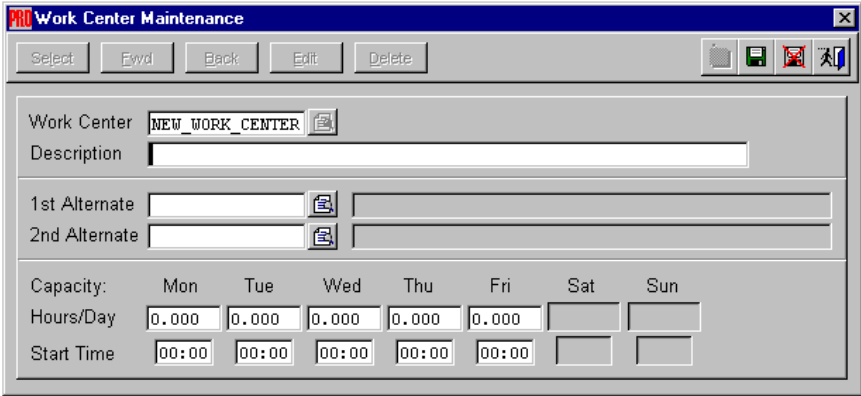 PRO Work Center Maintenance
Select Fwd Back Edit Delete
Work Center NEW_WORK_CENTER
Description
1st Alternate
2nd Alternate
Capacity: Mon Tue Wed Thu Fri Sat Sun
Hours/Day 0.000 0.000 0.000 0.000 0.000
Start Time 00:00 00:00 00:00 00:00 00:00